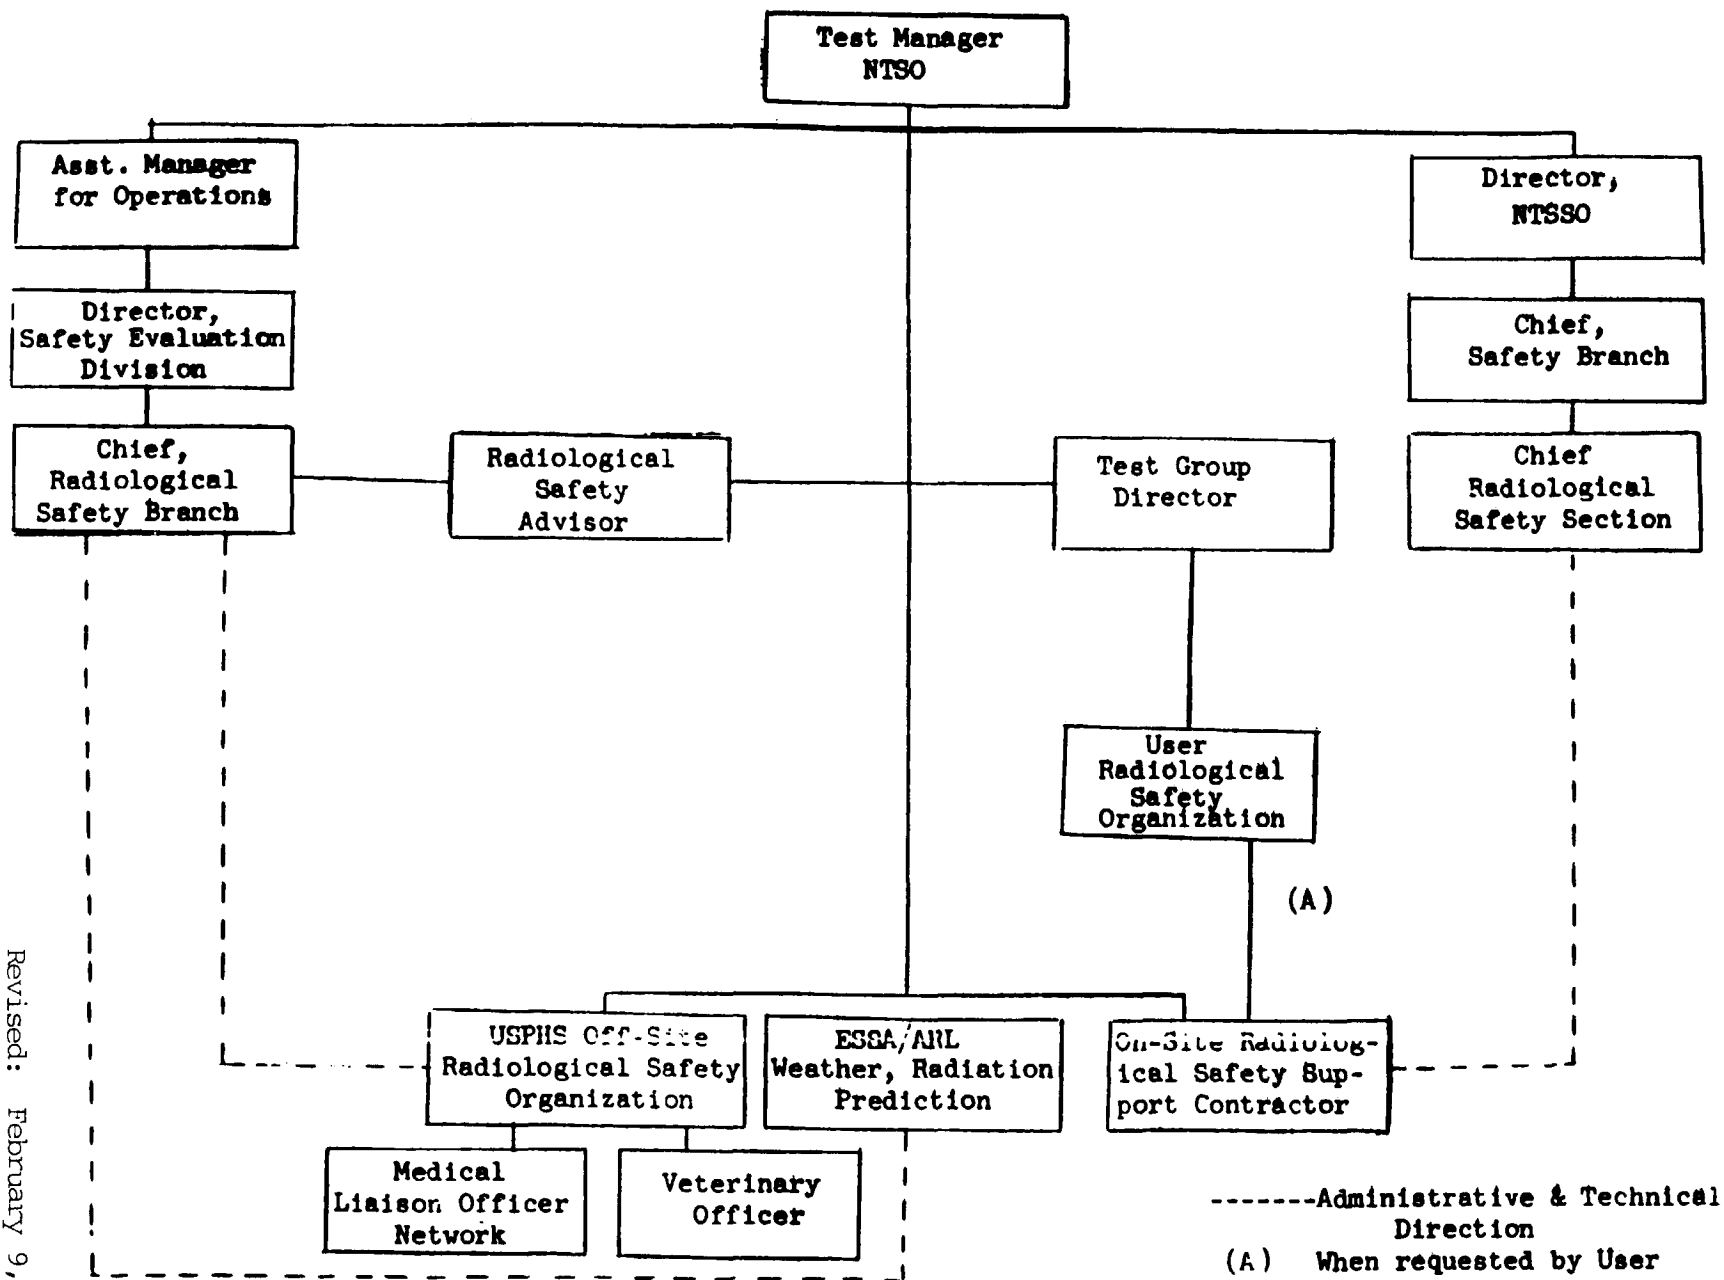 Test Manager
NTSO
Asst. Manager
for Operations
Director,
NTSSO
Director,
Safety Evaluation
Division
Chief,
Safety Branch
Chief,
Radiological
Safety Branch
Radiological
Safety
Advisor
Test Group
Director
Chief
Radiological
Safety Section
User
Radiological
Safety
Organization
(A)
USPHS Off-Site
Radiological Safety
Organization
ESSA/ARL
Weather, Radiation
Prediction
On-Site Radiolog-
ical Safety Sup-
port Contractor
Medical
Liaison Officer
Network
Veterinary
Officer
-------Administrative & Technical
Direction
(A) When requested by User
Revised: February 9,